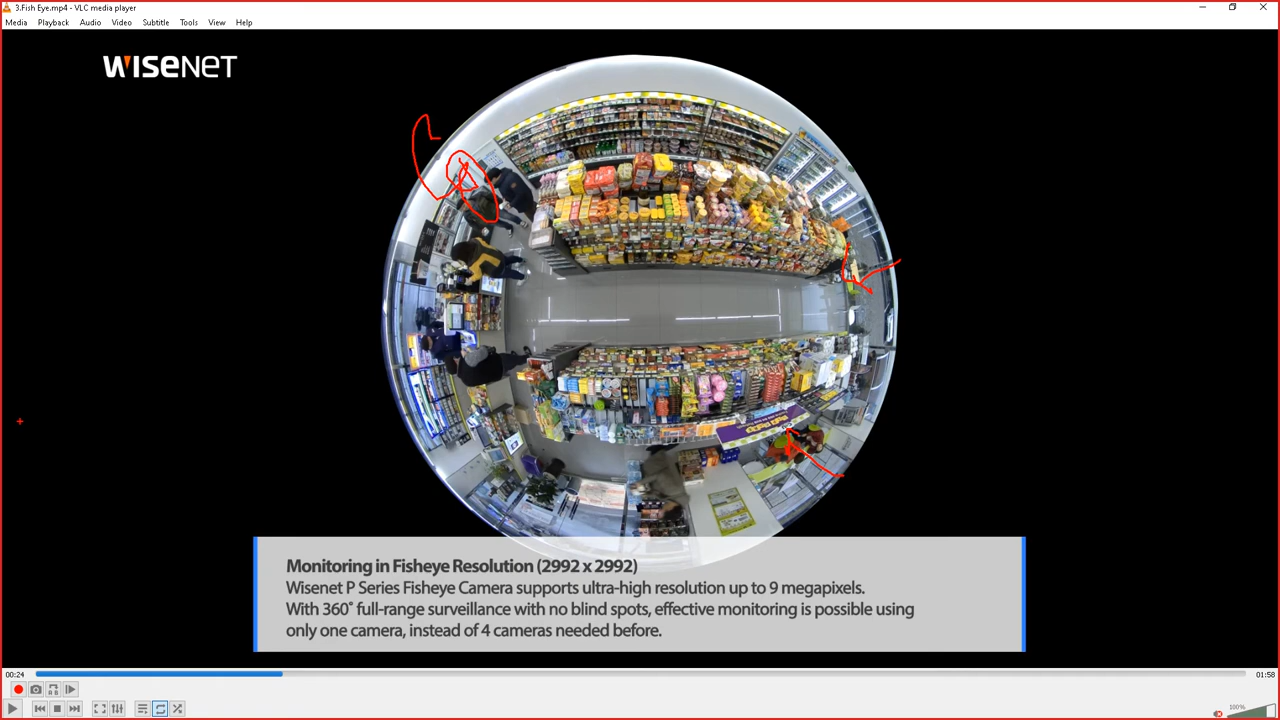 3.Fish Eye.mp4 - VLC media player
Media Playback Audio Video Subtitle Tools View Help
WISENET
Monitoring in Fisheye Resolution (2992 x 2992)
Wisenet P Series Fisheye Camera supports ultra-high resolution up to 9 megapixels.
With 360° full-range surveillance with no blind spots, effective monitoring is possible using
only one camera, instead of 4 cameras needed before.
00:24
01:58
100%